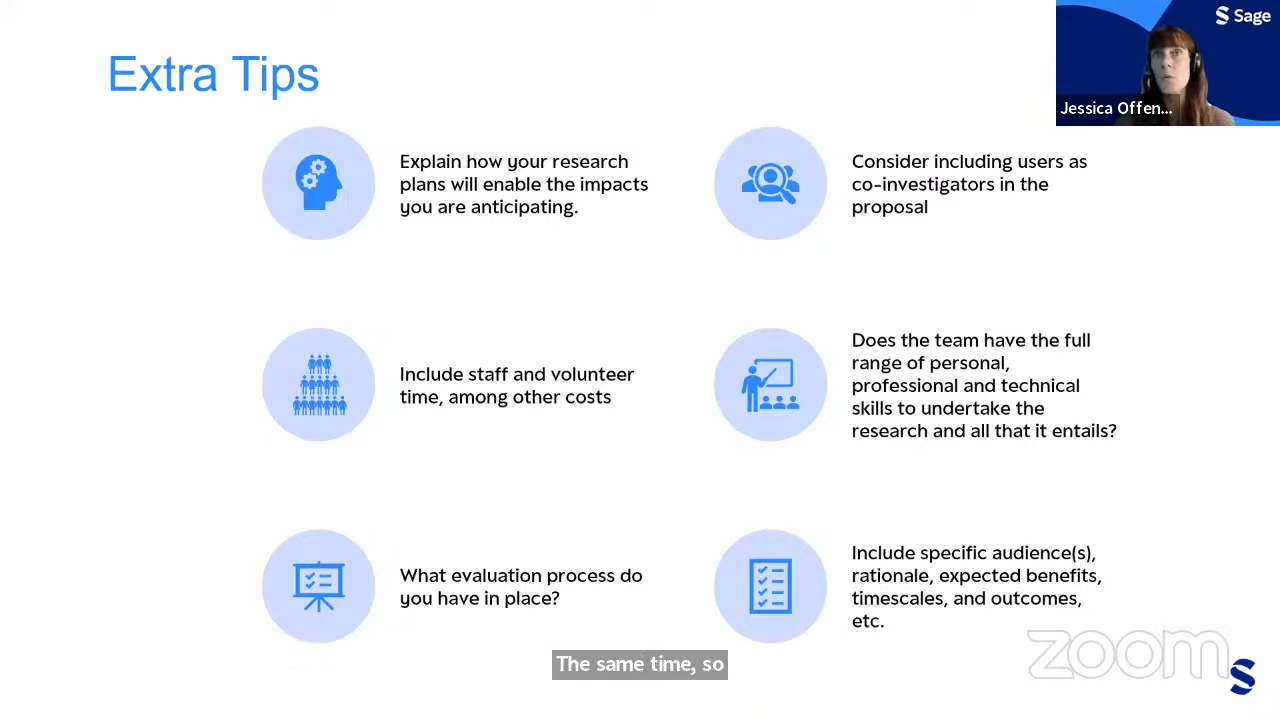 Extra Tips
Sage
Jessica Offen...
Explain how your research
plans will enable the impacts
you are anticipating.
Consider including users as
co-investigators in the
proposal
Include staff and volunteer
time, among other costs
Does the team have the full
range of personal,
professional and technical
skills to undertake the
research and all that it entails?
What evaluation process do
you have in place?
Include specific audience(s),
rationale, expected benefits,
timescales, and outcomes,
etc.
The same time, so
zoom